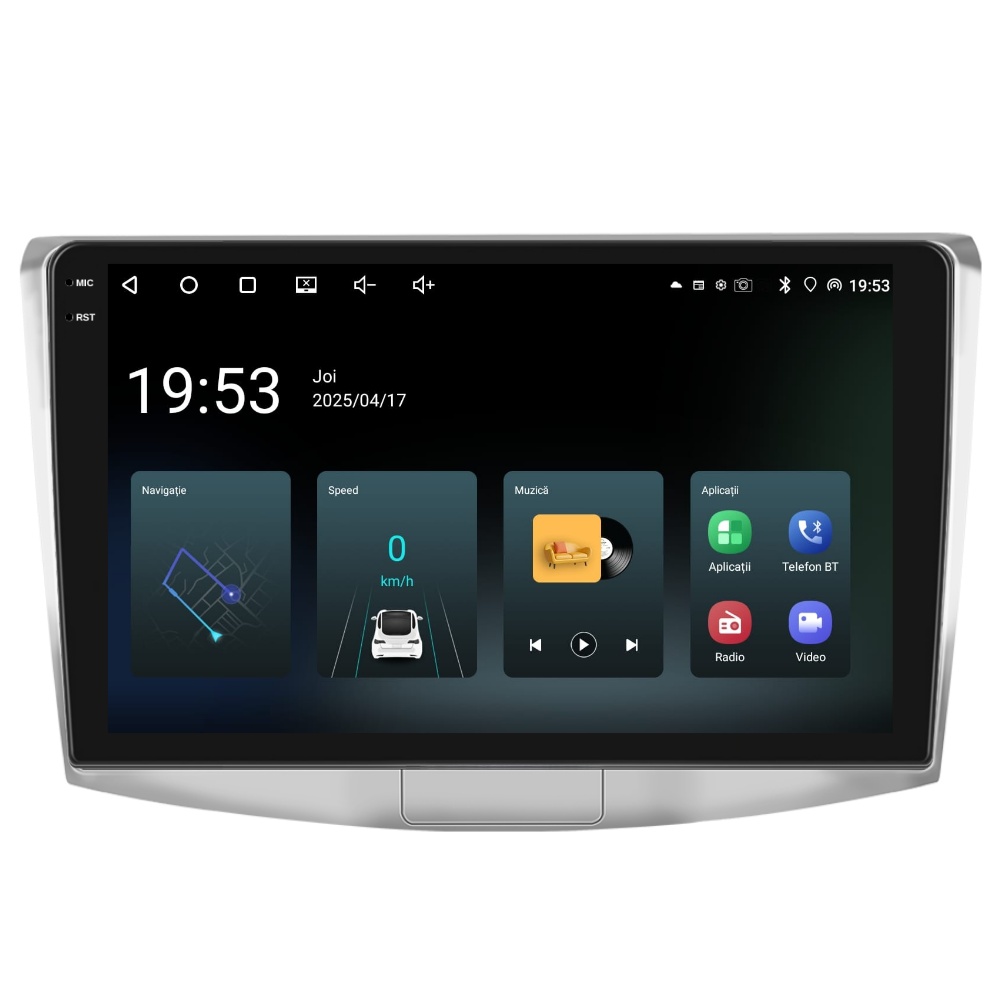 MIC
19:53
RST
19:53
Joi
2025/04/17
Navigație
Speed
Muzică
Aplicații
0
km/h
Aplicații
Telefon BT
Radio
Video